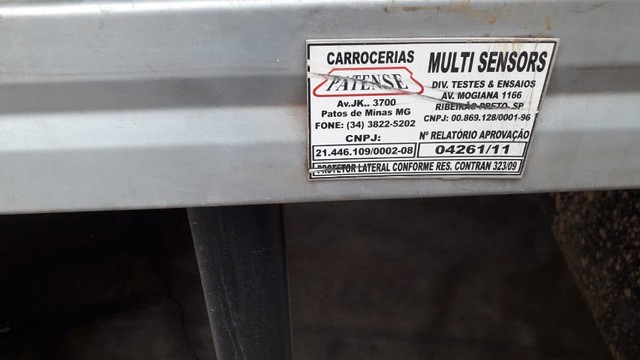 CARROCERIAS
PATENSE
Av.JK.. 3700
Patos de Minas MG
FONE: (34) 3822-5202
CNPJ:
21.446.109/0002-08
MULTI SENSORS
DIV. TESTES & ENSAIOS
AV. MOGIANA 1166
RIBEIRÃO PRETO SP
CNPJ: 00.869.128/0001-96
Nº RELATÓRIO APROVAÇÃO
04261/11
PROTETOR LATERAL CONFORME RES. CONTRAN 323/09